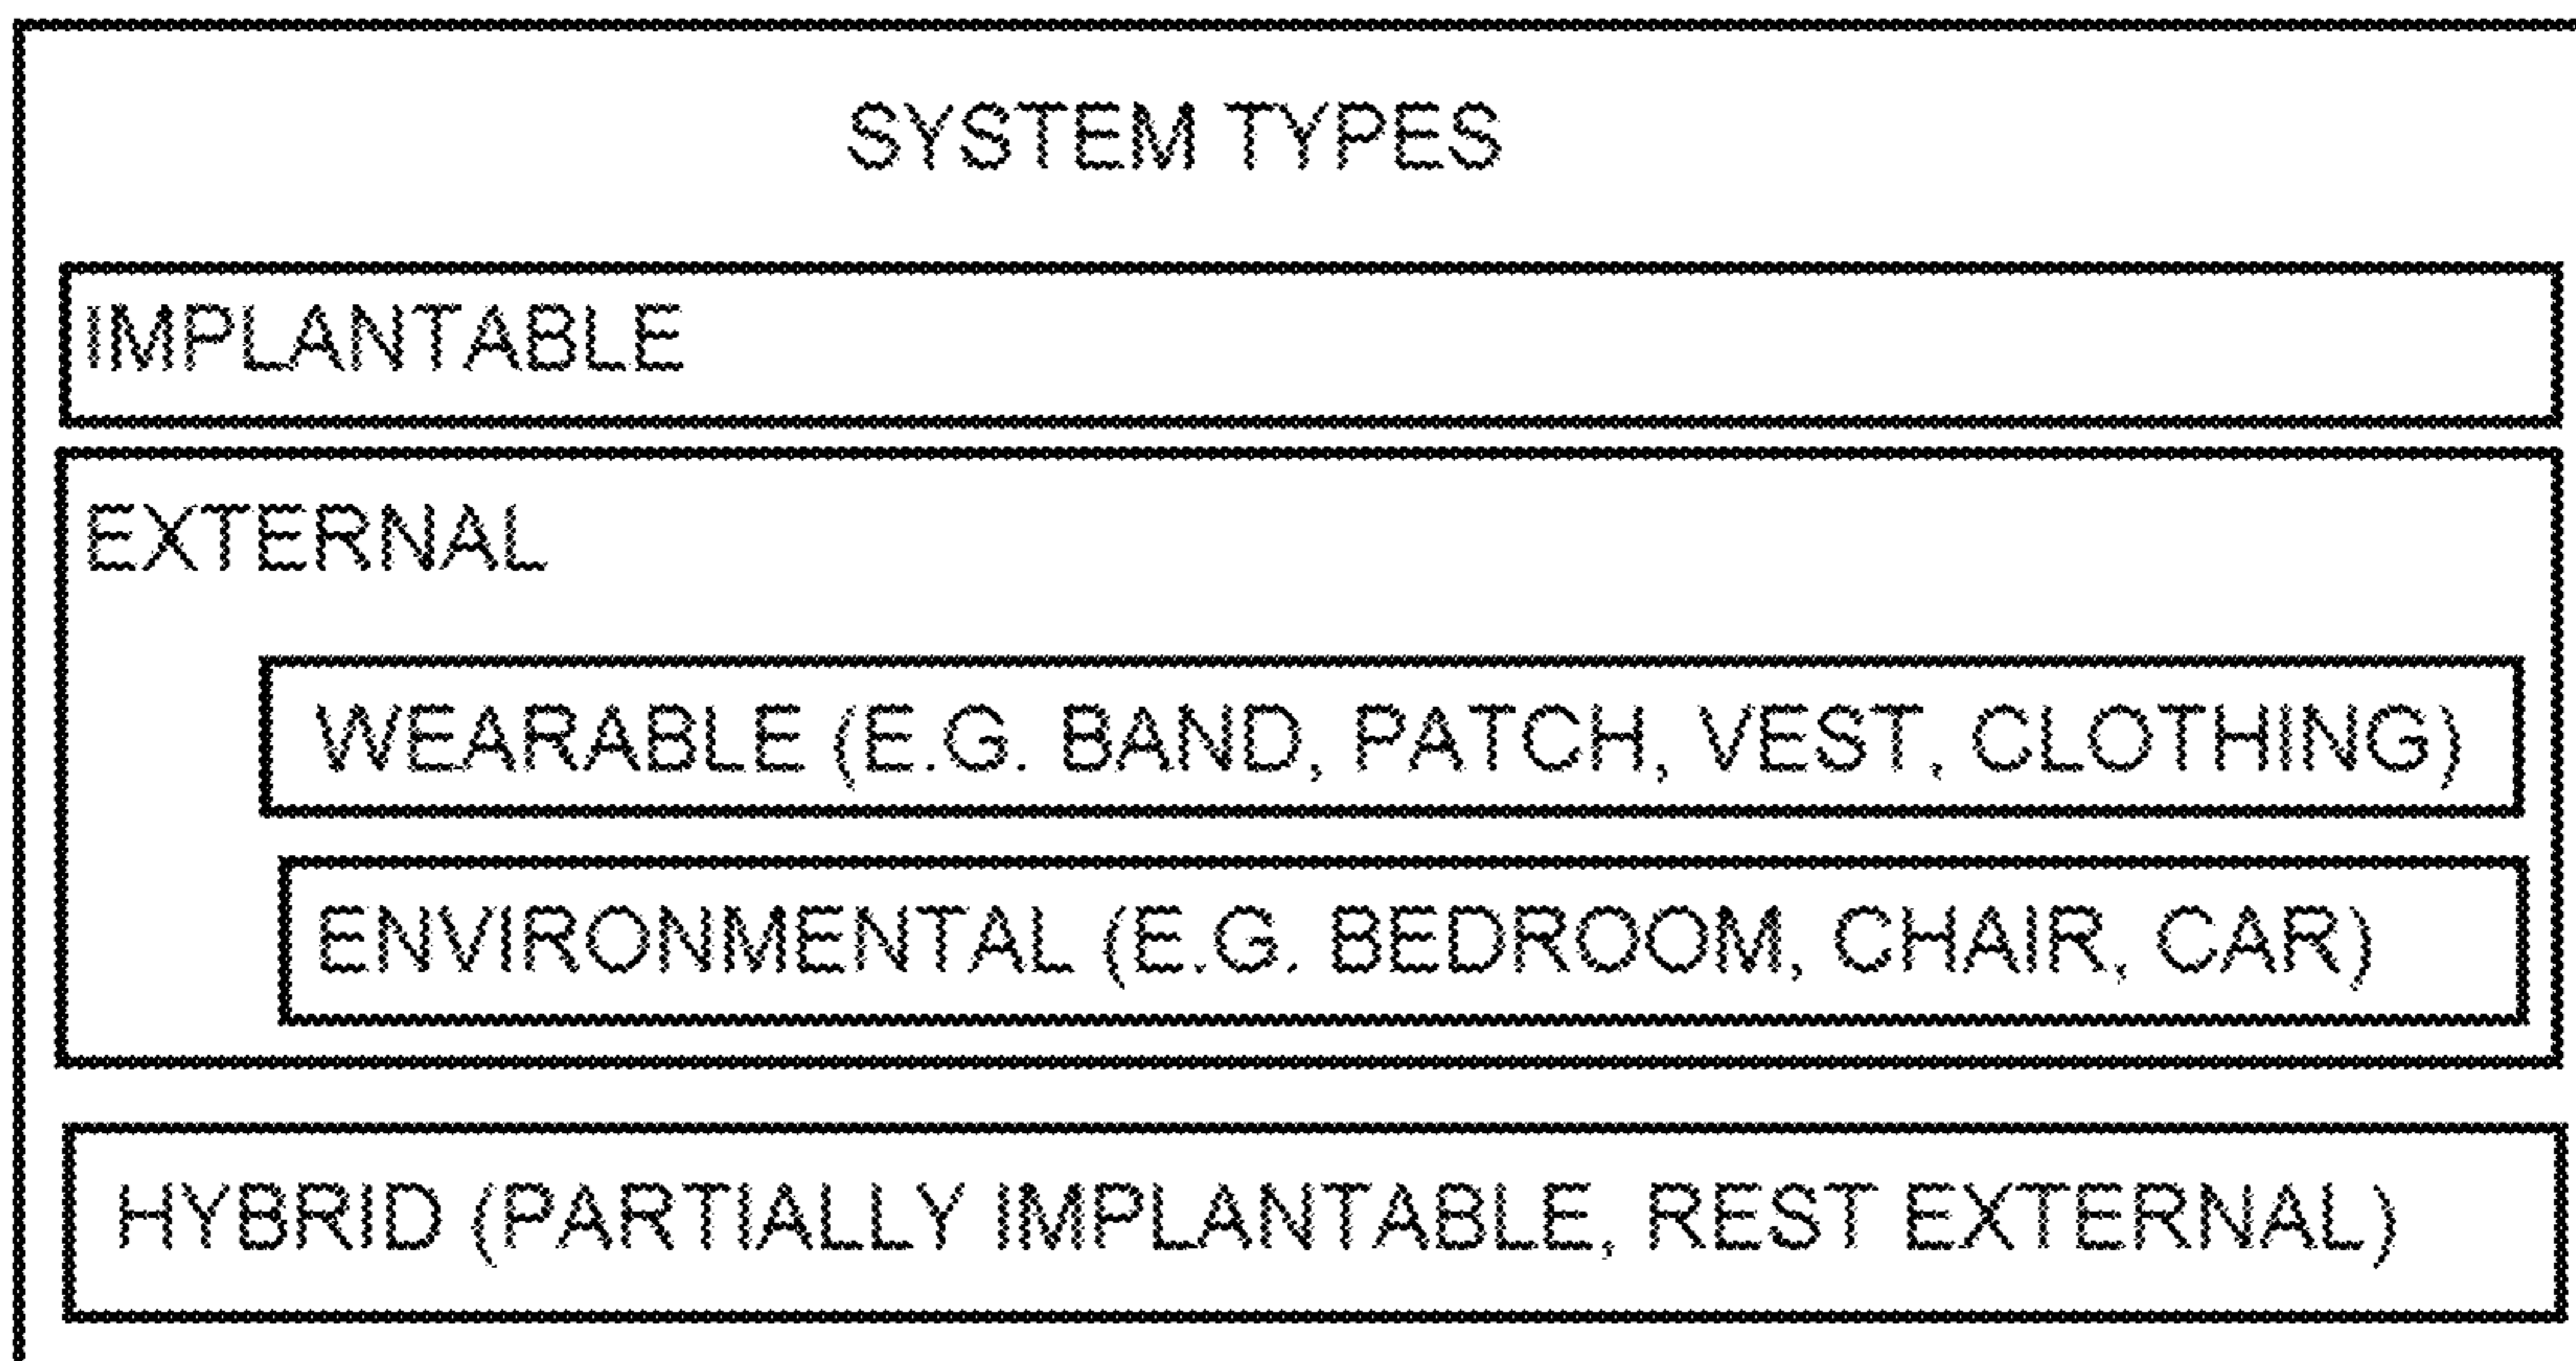 SYSTEM TYPES
IMPLANTABLE
EXTERNAL
WEARABLE (E.G. BAND, PATCH, VEST, CLOTHING)
ENVIRONMENTAL (E.G. BEDROOM, CHAIR, CAR)
HYBRID (PARTIALLY IMPLANTABLE, REST EXTERNAL)